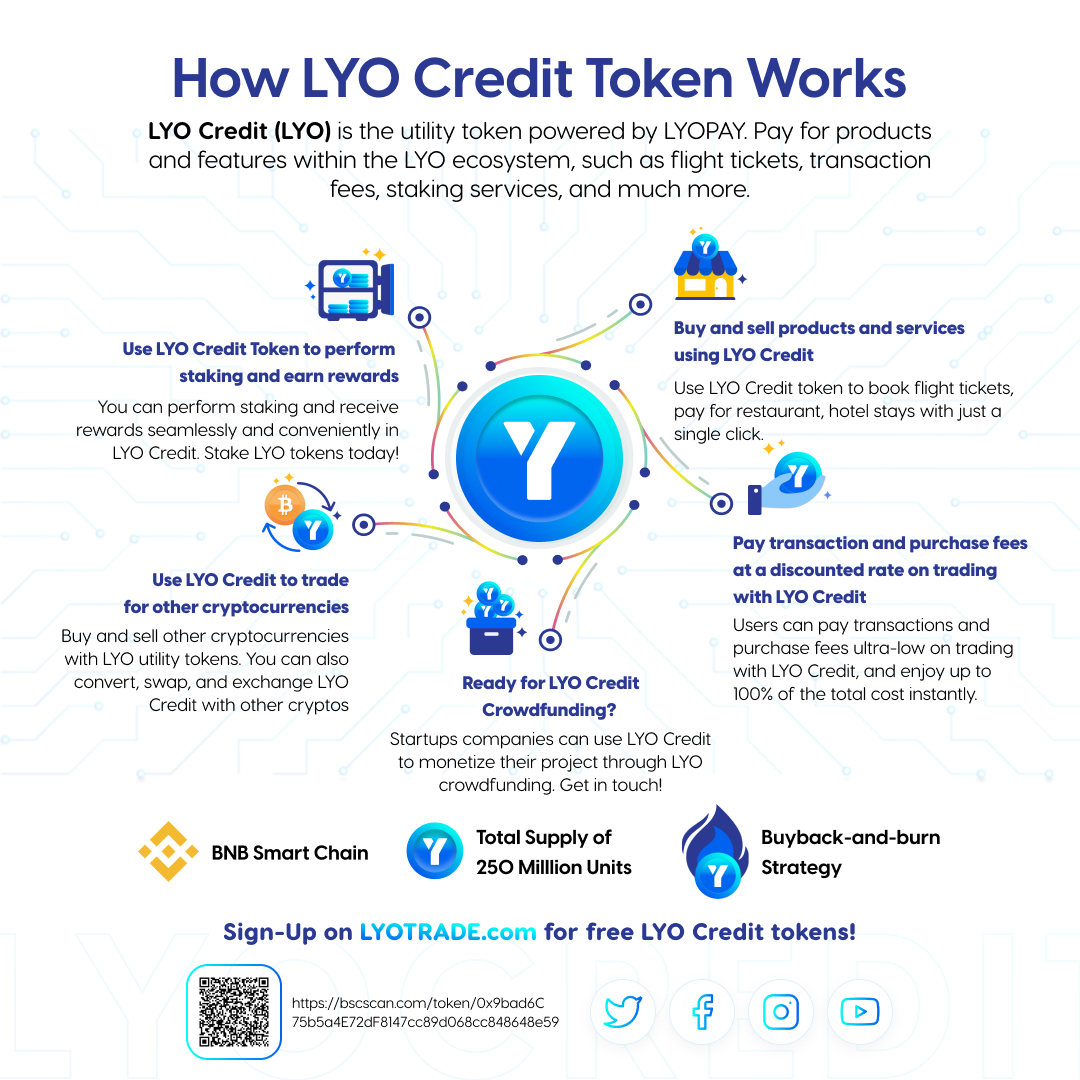 How LYO Credit Token Works
LYO Credit (LYO) is the utility token powered by LYOPAY. Pay for products
and features within the LYO ecosystem, such as flight tickets, transaction
fees, staking services, and much more.
Use LYO Credit Token to perform
staking and earn rewards
You can perform staking and receive
rewards seamlessly and conveniently in
LYO Credit. Stake LYO tokens today!
Buy and sell products and services
using LYO Credit
Use LYO Credit token to book flight tickets,
pay for restaurant, hotel stays with just a
single click.
Use LYO Credit to trade
for other cryptocurrencies
Buy and sell other cryptocurrencies
with LYO utility tokens. You can also
convert, swap, and exchange LYO
Credit with other cryptos
Pay transaction and purchase fees
at a discounted rate on trading
with LYO Credit
Users can pay transactions and
purchase fees ultra-low on trading
with LYO Credit, and enjoy up to
100% of the total cost instantly.
Ready for LYO Credit
Crowdfunding?
Startups companies can use LYO Credit
to monetize their project through LYO
crowdfunding. Get in touch!
BNB Smart Chain
Total Supply of
250 Milllion Units
Buyback-and-burn
Strategy
Sign-Up on LYOTRADE.com for free LYO Credit tokens!
https://bscscan.com/token/0x9bad6C
75b5a4E72dF8147cc89d068cc848648e59
LYOCREDIT